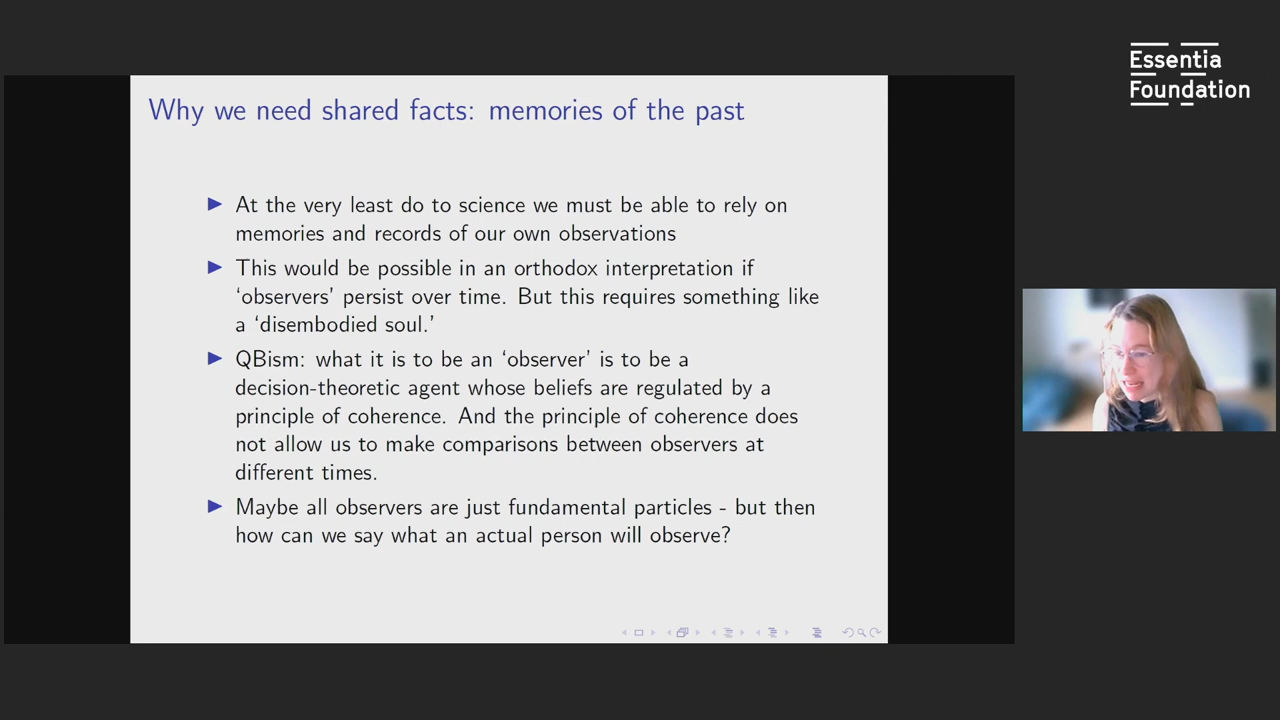 Essentia
Foundation
Why we need shared facts: memories of the past
At the very least do to science we must be able to rely on
memories and records of our own observations
This would be possible in an orthodox interpretation if
‘observers’ persist over time. But this requires something like
a ‘disembodied soul.’
QBism: what it is to be an ‘observer’ is to be a
decision-theoretic agent whose beliefs are regulated by a
principle of coherence. And the principle of coherence does
not allow us to make comparisons between observers at
different times.
Maybe all observers are just fundamental particles - but then
how can we say what an actual person will observe?